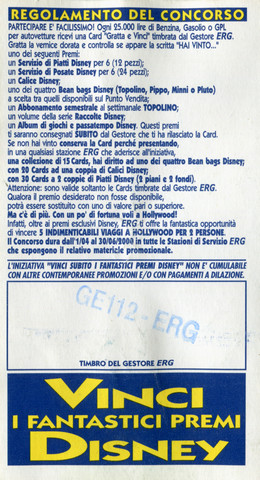 REGOLAMENTO DEL CONCORSO
PARTECIPARE E' FACILISSIMO! Ogni 25.000 lire di Benzina, Gasolio o GPL
per autovetture ricevi una Card "Gratta e Vinci" timbrata dal Gestore ERG.
Gratta la vernice dorata e controlla se appare la scritta "HAI VINTO..."
uno dei seguenti Premi:
un Servizio di Piatti Disney per 6 (12 pezzi);
un Servizio di Posate Disney per 6 (24 pezzi);
un Calice Disney;
uno dei quattro Bean bags Disney (Topolino, Pippo, Minni o Pluto)
a scelta tra quelli disponibili sul Punto Vendita;
un Abbonamento semestrale al settimanale TOPOLINO;
un volume della serie Raccolte Disney;
un Album di giochi e passatempo Disney. Questi premi
ti saranno consegnati SUBITO dal Gestore che ti ha rilasciato la Card.
Se non hai vinto conserva la Card perché presentando,
in una qualsiasi stazione ERG che aderisce all'iniziativa,
una collezione di 15 Cards, hai diritto ad uno dei quattro Bean bags Disney;
con 20 Cards ad una coppia di Calici Disney;
con 30 Cards a 2 coppie di Piatti Disney (2 piani e 2 fondi).
Attenzione: sono valide soltanto le Cards timbrate dal Gestore ERG.
Qualora il premio desiderato non fosse disponibile,
potrà essere sostituito con uno di valore pari o superiore.
Ma c'è di più. Con un po' di fortuna voli a Hollywood!
Infatti, oltre ai premi esclusivi Disney, ERG ti offre la fantastica opportunità
di vincere 5 INDIMENTICABILI VIAGGI A HOLLYWOOD PER 2 PERSONE.
Il Concorso dura dall'1/04 al 30/06/2000 in tutte le Stazioni di Servizio ERG
che espongono il relativo materiale promozionale.
L'INIZIATIVA "VINCI SUBITO I FANTASTICI PREMI DISNEY" NON E' CUMULABILE
CON ALTRE CONTEMPORANEE PROMOZIONI E/O CON PAGAMENTI A DILAZIONE.
GE112-ERG
TIMBRO DEL GESTORE ERG
VINCI
I FANTASTICI PREMI
DISNEY